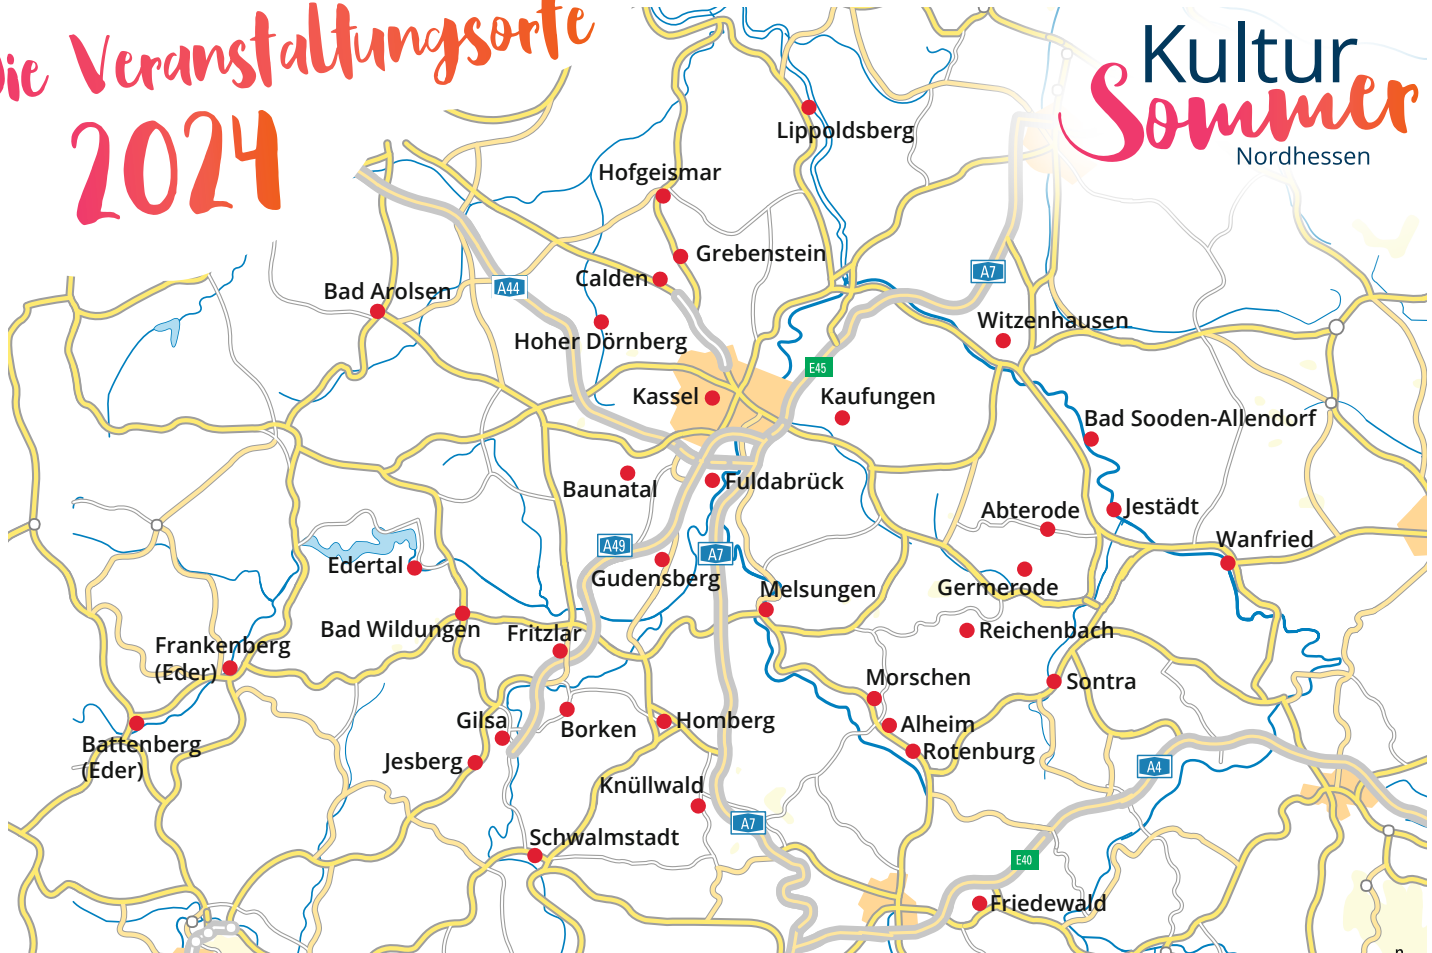 Die Veranstaltungsorte
2024
Kultur
Sommer
Nordhessen
Lippoldsberg
Hofgeismar
Grebenstein
Calden
A7
A44
Bad Arolsen
Hoher Dörnberg
Witzenhausen
E45
Kassel
Kaufungen
Bad Sooden-Allendorf
Baunatal
Fuldabrück
Abterode
Jestädt
Wanfried
A49
A7
Edertal
Gudensberg
Melsungen
Germerode
Bad Wildungen
Fritzlar
Reichenbach
Frankenberg
(Eder)
Morschen
Sontra
Gilsa
Borken
Homberg
Alheim
Battenberg
(Eder)
Jesberg
Rotenburg
A4
Knüllwald
A7
Schwalmstadt
E40
Friedewald
n